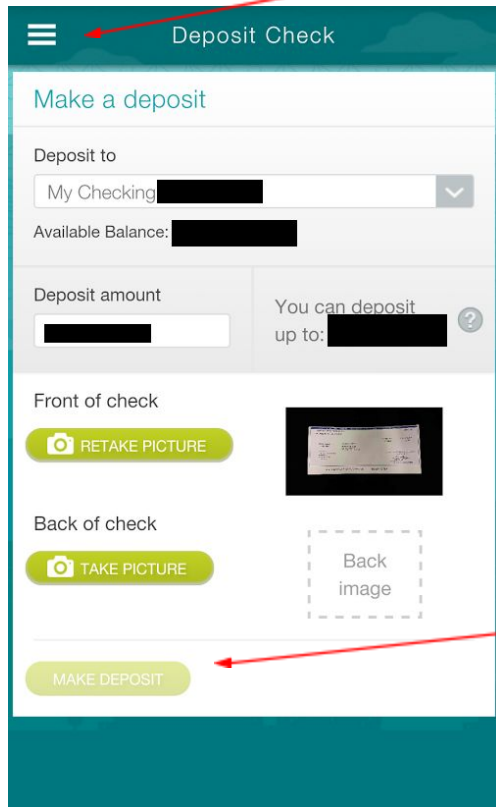 Deposit Check
Make a deposit
Deposit to
My Checking
Available Balance:
Deposit amount
You can deposit
up to:
?
Front of check
RETAKE PICTURE
Back of check
TAKE PICTURE
Back
image
MAKE DEPOSIT